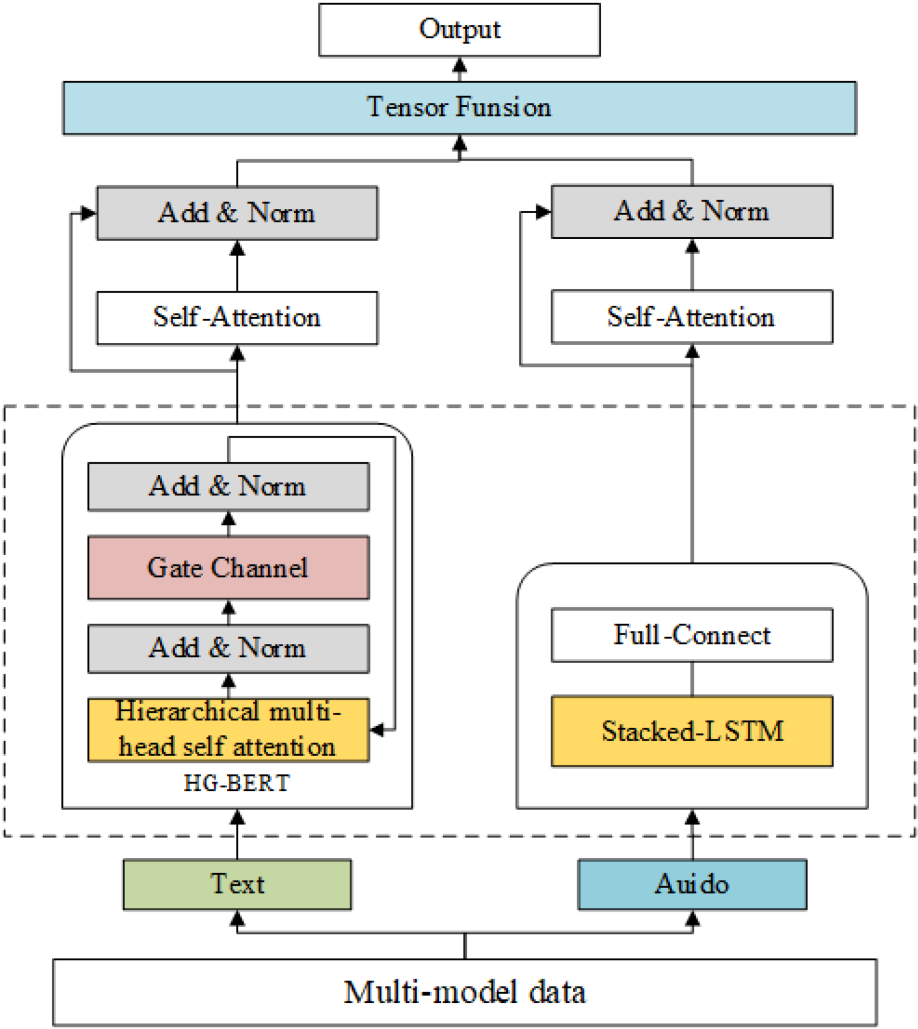 Output
Tensor Funsion
Add & Norm
Add & Norm
Self-Attention
Self-Attention
Add & Norm
Gate Channel
Add & Norm
Hierarchical multi-
head self attention
HG-BERT
Full-Connect
Stacked-LSTM
Text
Auido
Multi-model data